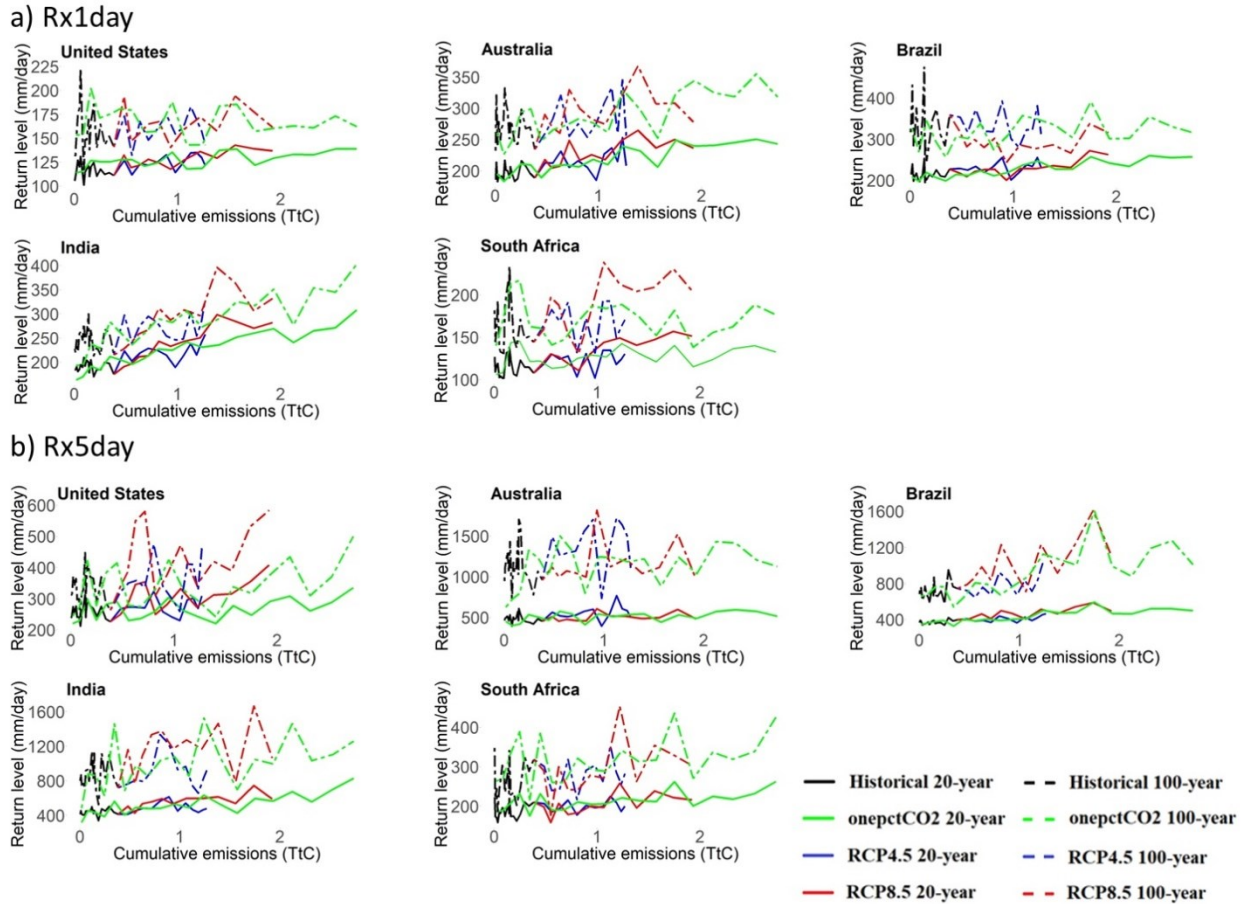 a) Rx1day
United States
Return level (mm/day)
225
200
175
150
125
100
0
1
2
Cumulative emissions (TtC)
Australia
Return level (mm/day)
350
300
250
200
0
1
2
Cumulative emissions (TtC)
Brazil
Return level (mm/day)
400
300
200
0
1
2
Cumulative emissions (TtC)
India
Return level (mm/day)
400
350
300
250
200
0
1
2
Cumulative emissions (TtC)
South Africa
Return level (mm/day)
200
150
100
0
1
2
Cumulative emissions (TtC)
b) Rx5day
United States
Return level (mm/day)
600
500
400
300
200
0
1
2
Cumulative emissions (TtC)
Australia
Return level (mm/day)
1500
1000
500
0
1
2
Cumulative emissions (TtC)
Brazil
Return level (mm/day)
1600
1200
800
400
0
1
2
Cumulative emissions (TtC)
India
Return level (mm/day)
1600
1200
800
400
0
1
2
Cumulative emissions (TtC)
South Africa
Return level (mm/day)
400
300
200
0
1
2
Cumulative emissions (TtC)
Historical 20-year
Historical 100-year
onepctCO2 20-year
onepctCO2 100-year
RCP4.5 20-year
RCP4.5 100-year
RCP8.5 20-year
RCP8.5 100-year